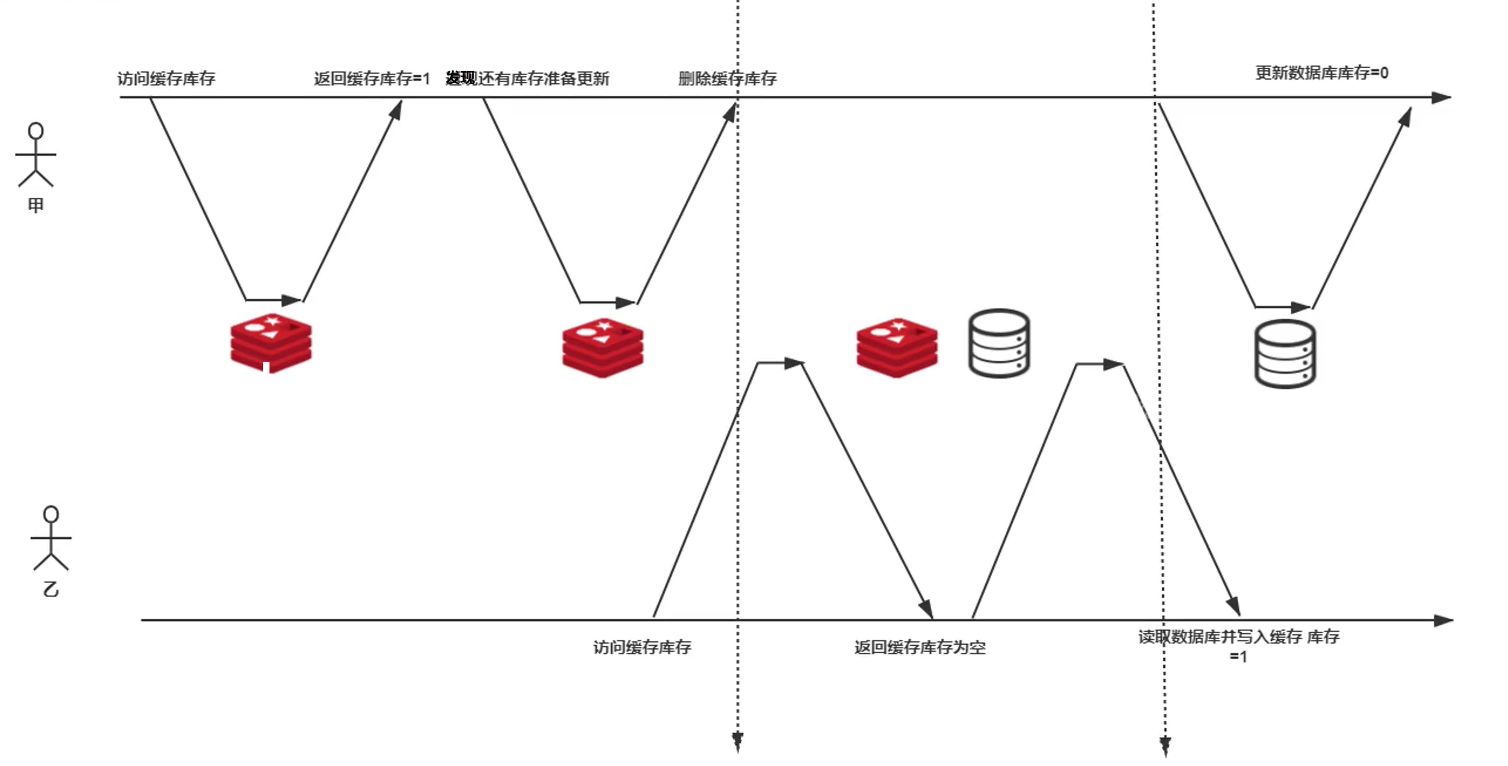 访问缓存库存
返回缓存库存=1
发现还有库存准备更新
删除缓存库存
更新数据库库存=0
甲
乙
访问缓存库存
返回缓存库存为空
读取数据库并写入缓存 库存
=1